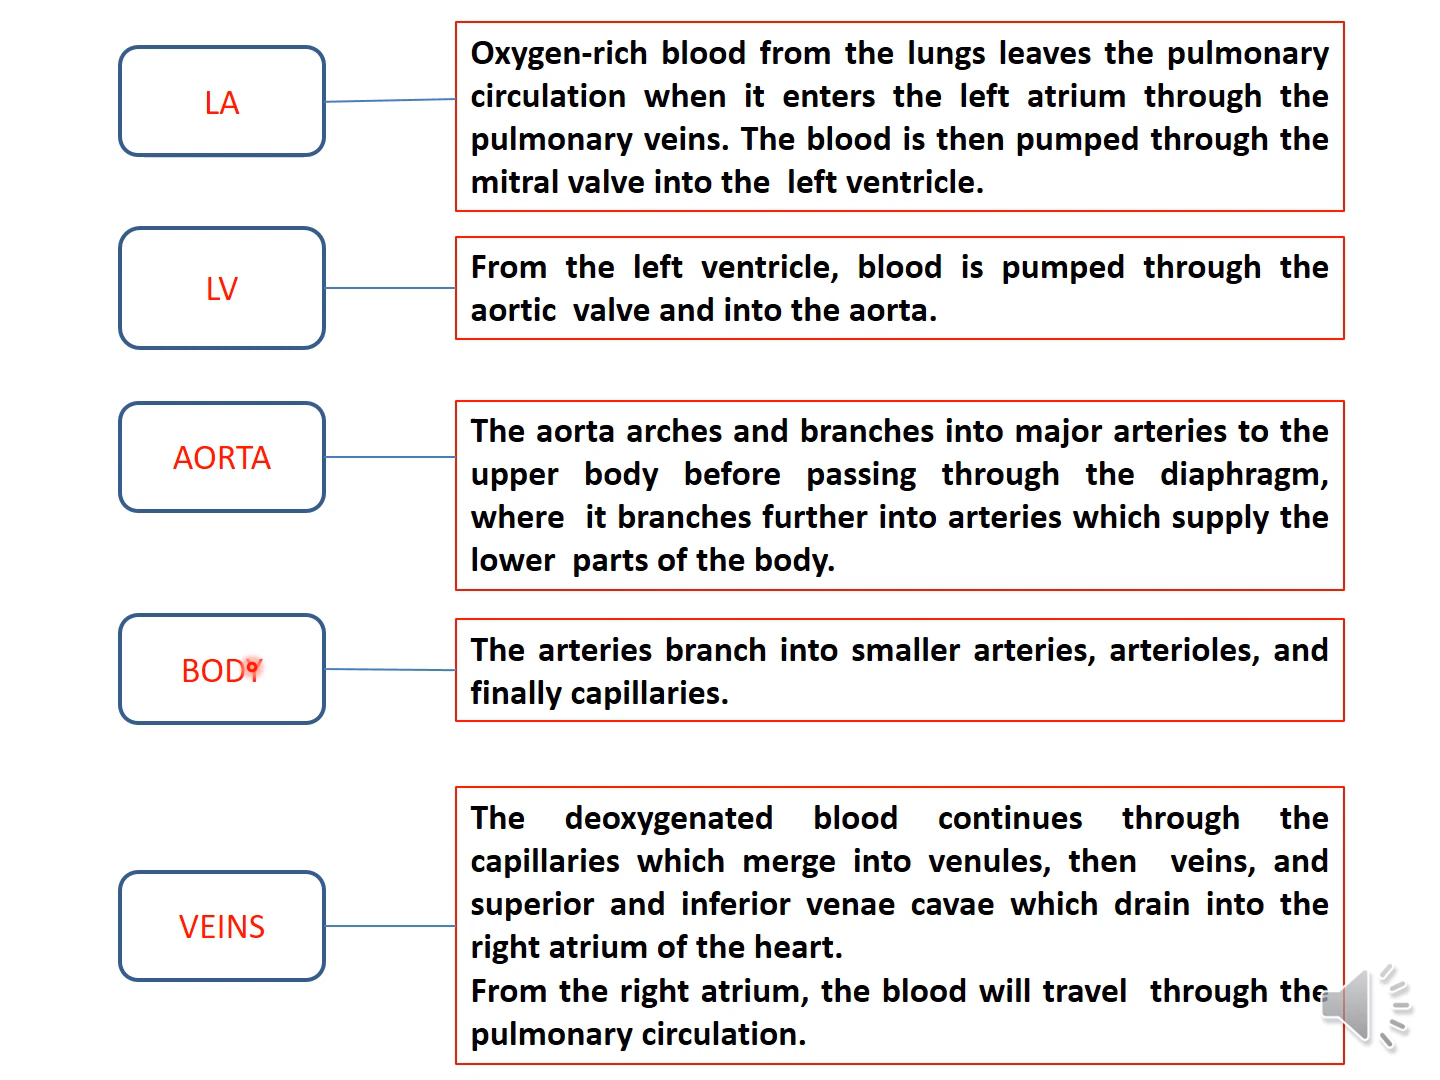 LA
Oxygen-rich blood from the lungs leaves the pulmonary
circulation when it enters the left atrium through the
pulmonary veins. The blood is then pumped through the
mitral valve into the left ventricle.
LV
From the left ventricle, blood is pumped through the
aortic valve and into the aorta.
AORTA
The aorta arches and branches into major arteries to the
upper body before passing through the diaphragm,
where it branches further into arteries which supply the
lower parts of the body.
BODY
The arteries branch into smaller arteries, arterioles, and
finally capillaries.
VEINS
The deoxygenated blood continues through the
capillaries which merge into venules, then veins, and
superior and inferior venae cavae which drain into the
right atrium of the heart.
From the right atrium, the blood will travel through the
pulmonary circulation.